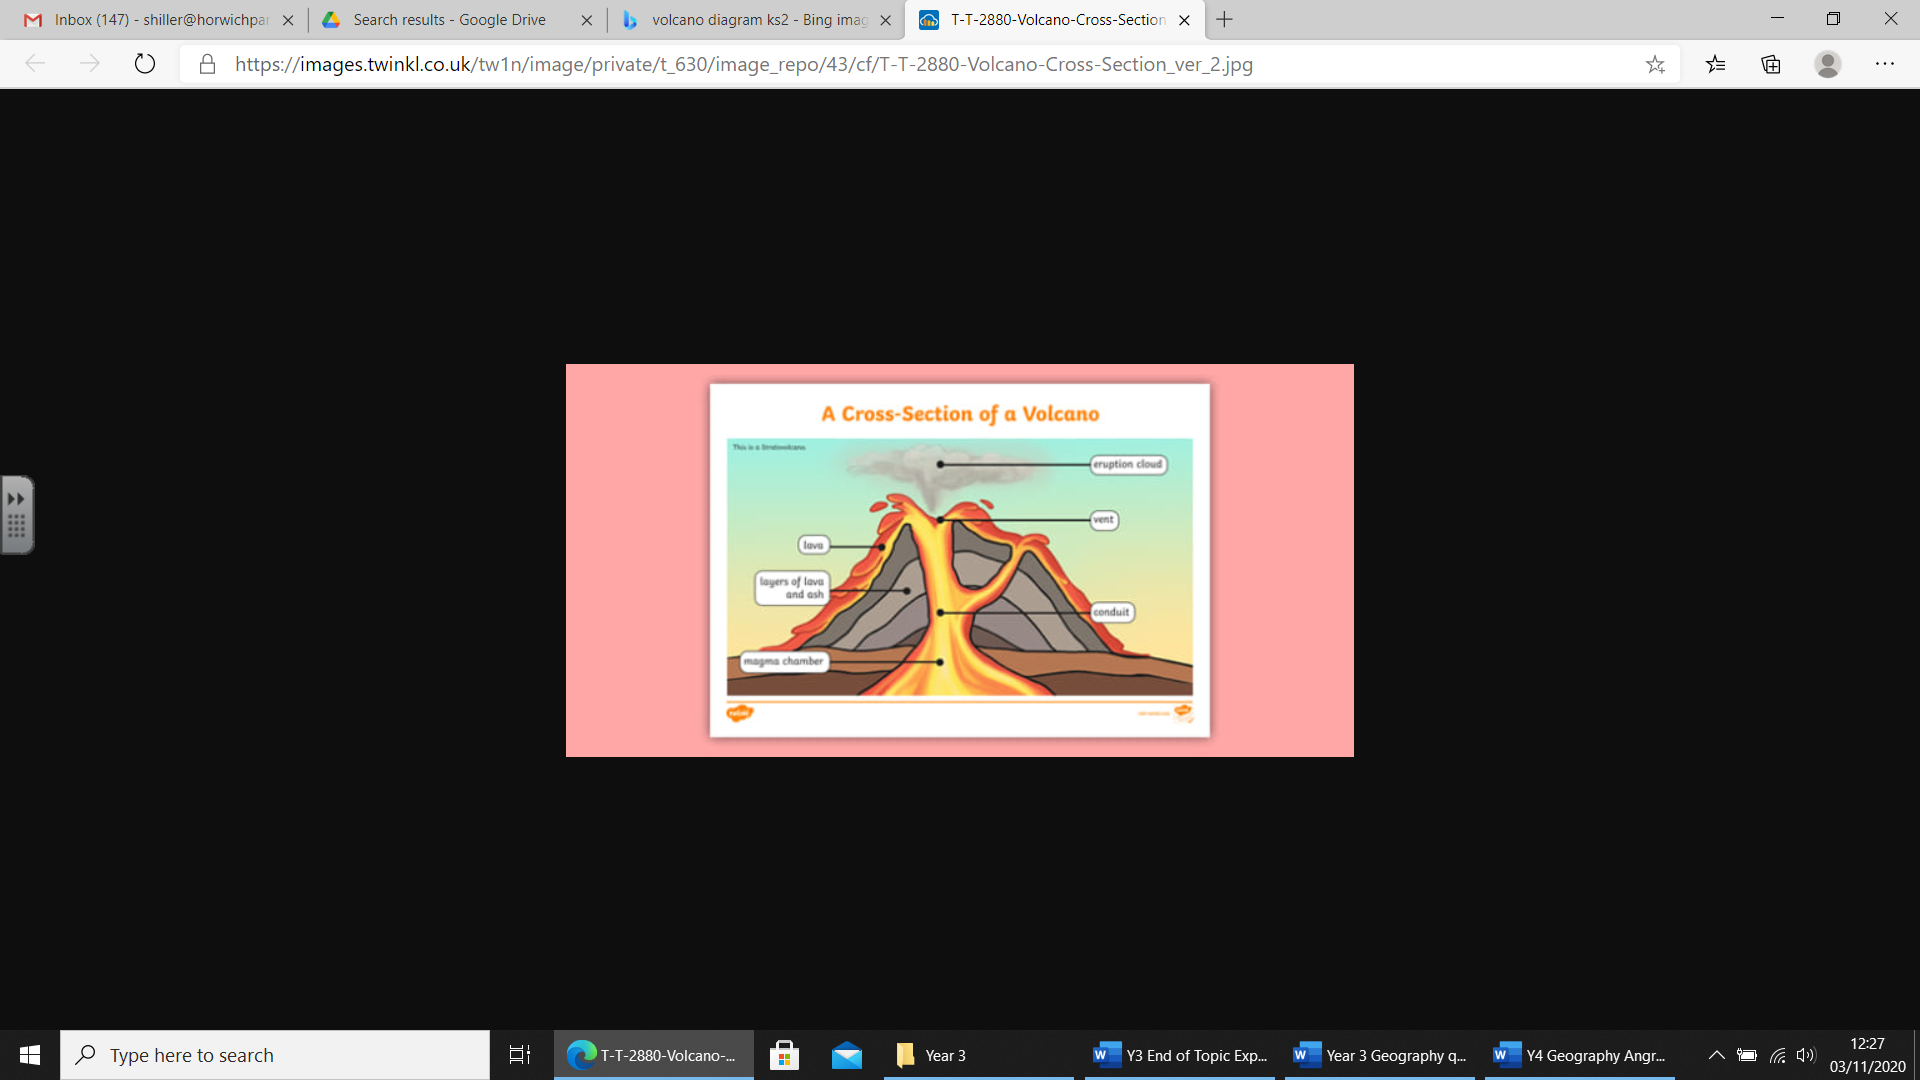 Inbox (147) - shiller@horwichpar
Search results - Google Drive
volcano diagram ks2 - Bing imag
T-T-2880-Volcano-Cross-Section
https://images.twinkl.co.uk/tw1n/image/private/t_630/image_repo/43/cf/T-T-2880-Volcano-Cross-Section_ver_2.jpg
A Cross-Section of a Volcano
This is a Stratovolcano.
eruption cloud
vent
lava
layers of lava
and ash
conduit
magma chamber
twinkl
Type here to search
T-T-2880-Volcano-...
Year 3
Y3 End of Topic Exp...
Year 3 Geography q...
Y4 Geography Angr...
12:27
03/11/2020